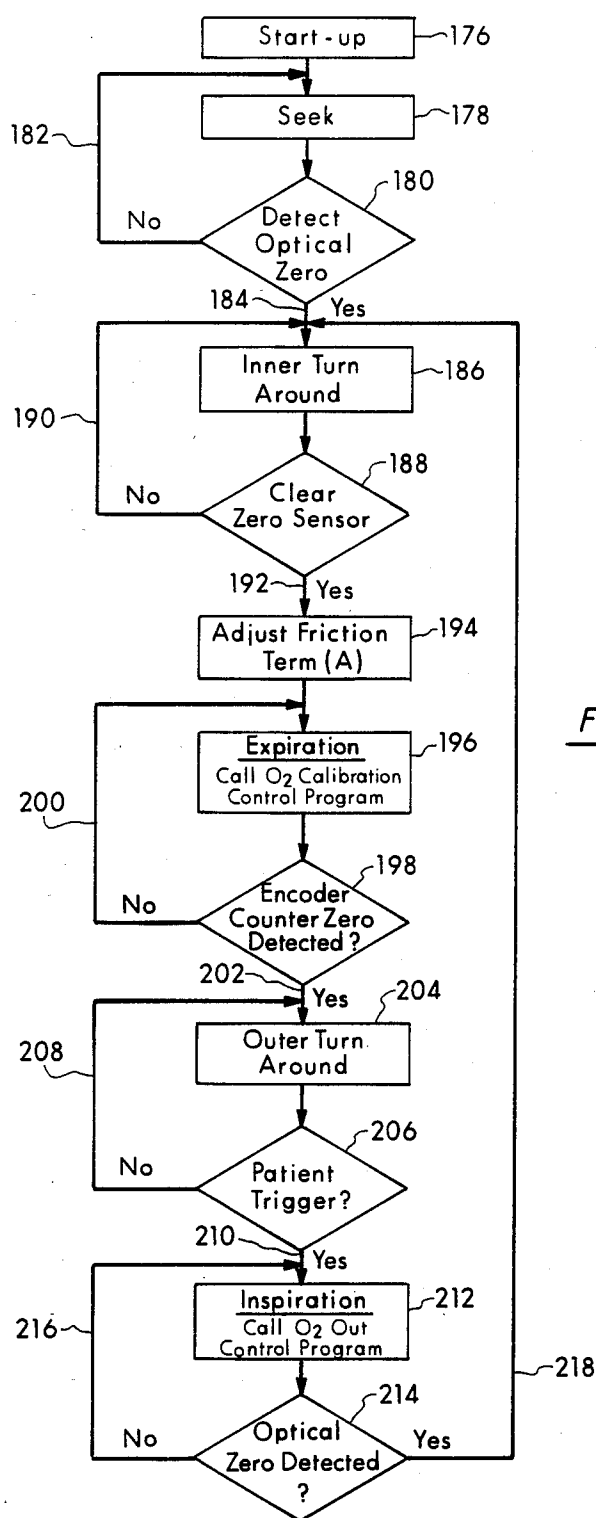 Start-up
176
Seek
178
182
180
Detect
Optical
Zero
No
184
Yes
Inner Turn
Around
186
190
188
Clear
Zero Sensor
No
192
Yes
Adjust Friction
Term (A)
194
Expiration
Call O2 Calibration
Control Program
196
200
198
Encoder
Counter Zero
Detected?
No
202
Yes
204
Outer Turn
Around
208
206
Patient
Trigger?
No
210
Yes
Inspiration
Call O2 Out
Control Program
212
216
218
214
Optical
Zero Detected
?
No
Yes
F